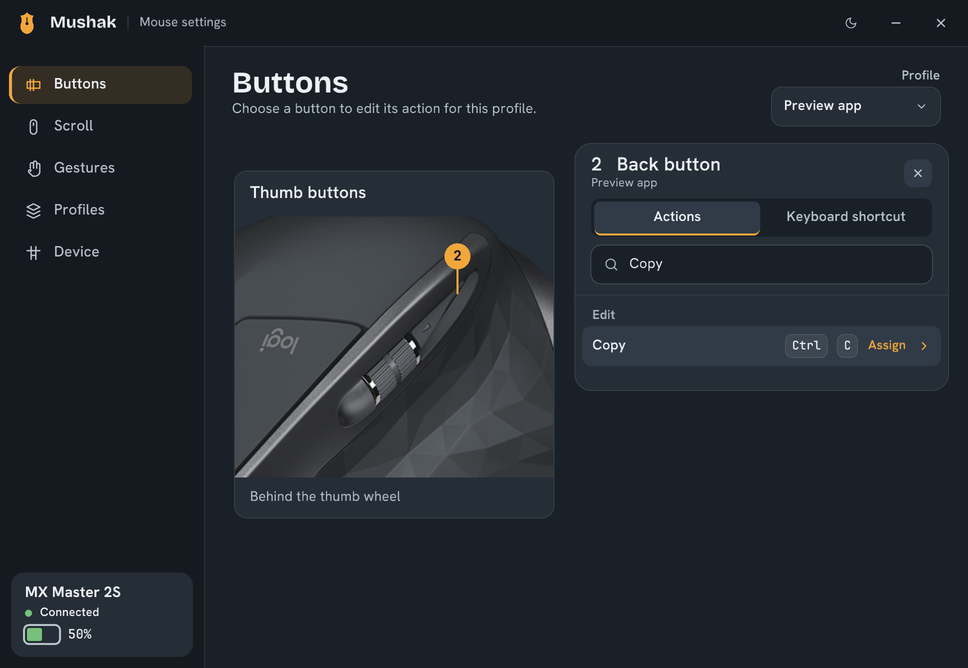 Mushak
Mouse settings
Buttons
Scroll
Gestures
Profiles
Device
MX Master 2S
Connected
50%
Buttons
Choose a button to edit its action for this profile.
Profile
Preview app
Thumb buttons
2
logi
Behind the thumb wheel
2 Back button
Preview app
Actions
Keyboard shortcut
Copy
Edit
Copy
Ctrl C Assign